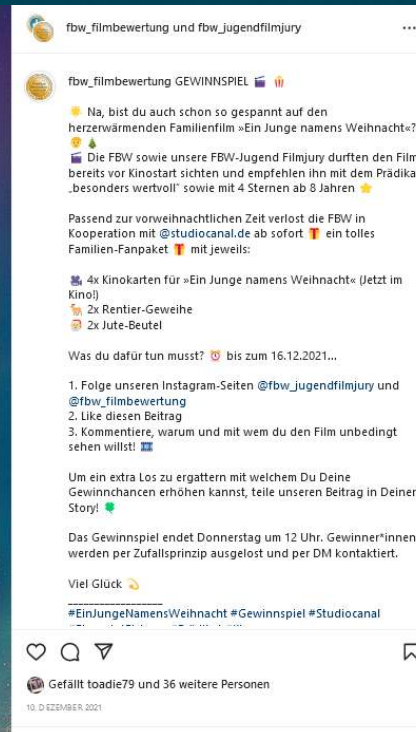 fbw_filmbewertung und fbw_jugendfilmjury
fbw_filmbewertung GEWINNSPIEL 🎬 🍿
☀️ Na, bist du auch schon so gespannt auf den
herzerwärmenden Familienfilm »Ein Junge namens Weihnacht«?
🎅 🎄
🎬 Die FBW sowie unsere FBW-Jugend Filmjury durften den Film
bereits vor Kinostart sichten und empfehlen ihn mit dem Prädika
„besonders wertvoll“ sowie mit 4 Sternen ab 8 Jahren ⭐
Passend zur vorweihnachtlichen Zeit verlost die FBW in
Kooperation mit @studiocanal.de ab sofort 🎁 ein tolles
Familien-Fanpaket 🎁 mit jeweils:
🎥 4x Kinokarten für »Ein Junge namens Weihnacht« (Jetzt im
Kino!)
🦌 2x Rentier-Geweihe
🎅 2x Jute-Beutel
Was du dafür tun musst? ⏰ bis zum 16.12.2021...
1. Folge unseren Instagram-Seiten @fbw_jugendfilmjury und
@fbw_filmbewertung
2. Like diesen Beitrag
3. Kommentiere, warum und mit wem du den Film unbedingt
sehen willst! 🎞️
Um ein extra Los zu ergattern mit welchem Du Deine
Gewinnchancen erhöhen kannst, teile unseren Beitrag in Deiner
Story! 🍀
Das Gewinnspiel endet Donnerstag um 12 Uhr. Gewinner*innen
werden per Zufallsprinzip ausgelost und per DM kontaktiert.
Viel Glück 💫
__________________
#EinJungeNamensWeihnacht #Gewinnspiel #Studiocanal
Gefällt toadie79 und 36 weitere Personen
10. DEZEMBER 2021